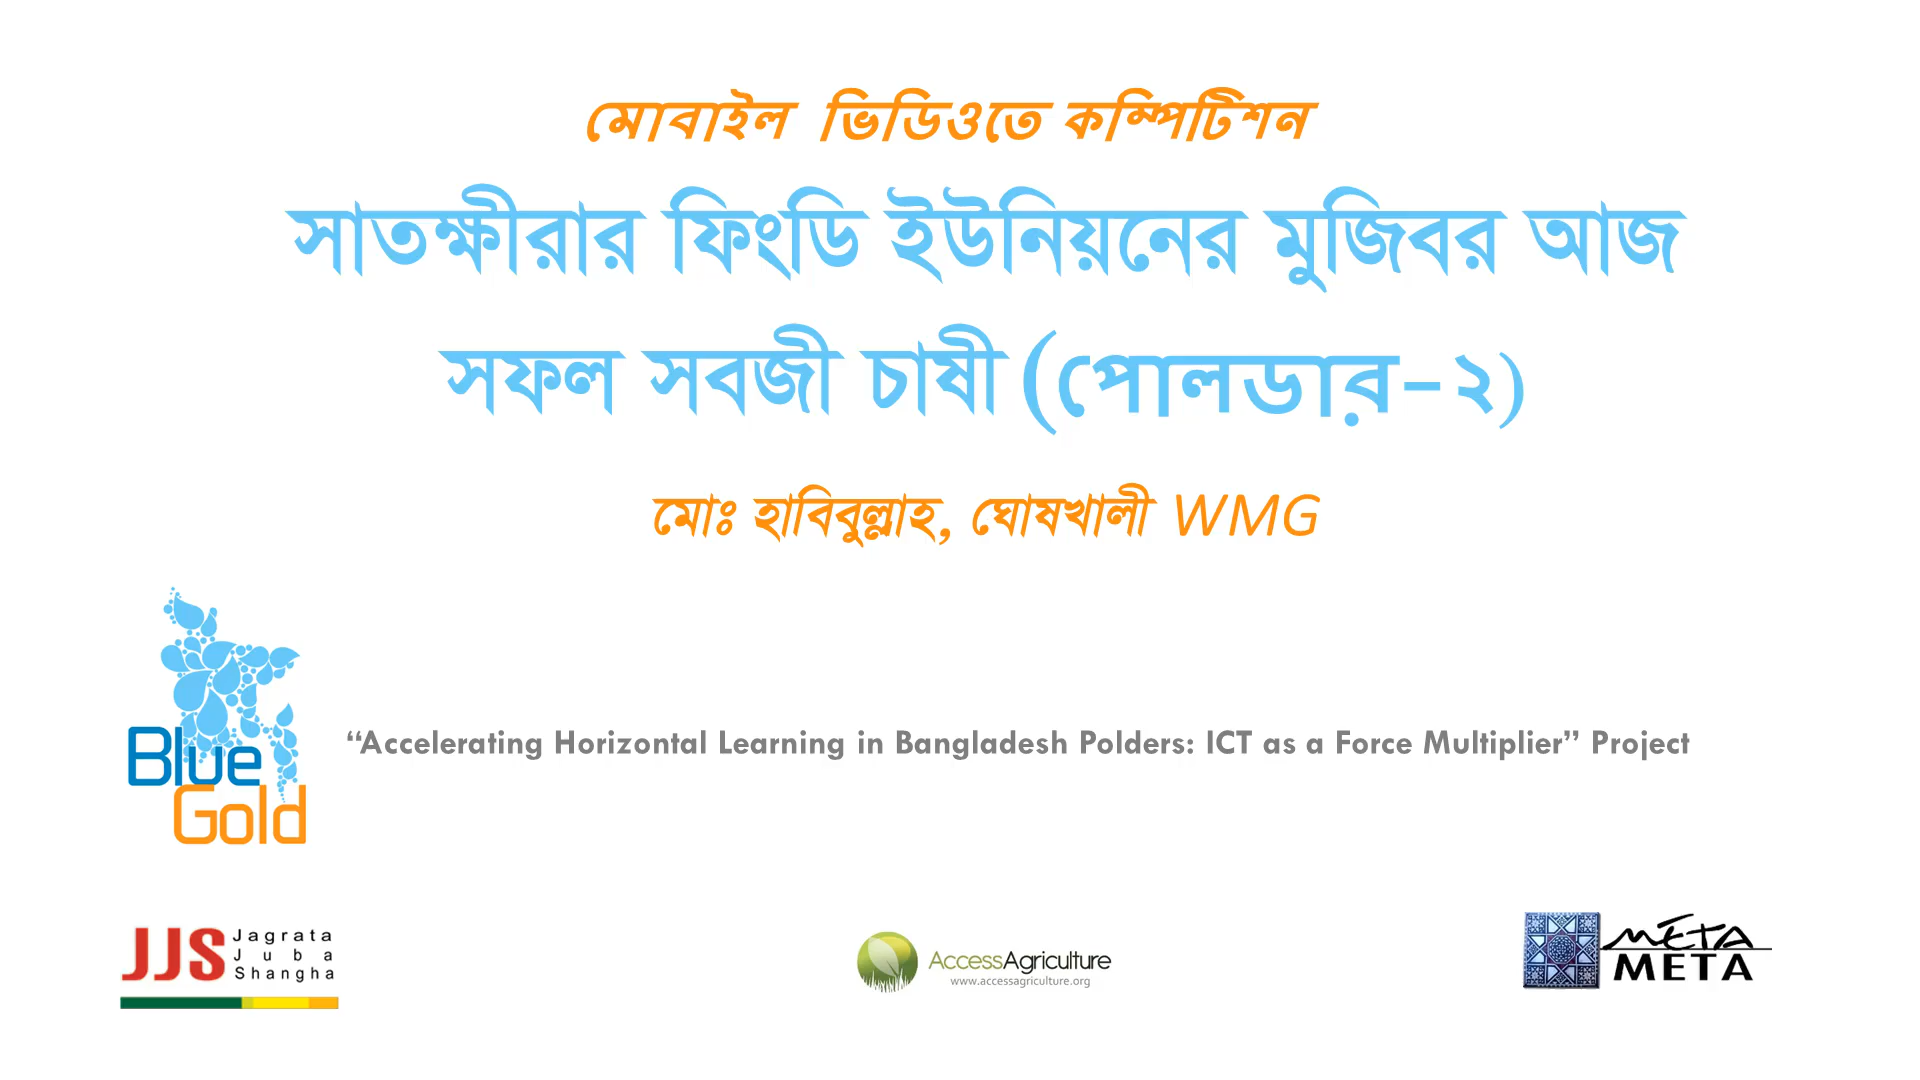 মোবাইল ভিডিওতে কম্পিটিশন
সাতক্ষীরার ফিংডি ইউনিয়নের মুজিবর আজ
সফল সবজী চাষী (পোলডার-২)
মোঃ হাবিবুল্লাহ, ঘোষখালী WMG
Blue
Gold
“Accelerating Horizontal Learning in Bangladesh Polders: ICT as a Force Multiplier” Project
JJS Jagrata
Juba
Shangha
AccessAgriculture
www.accessagriculture.org
META
META